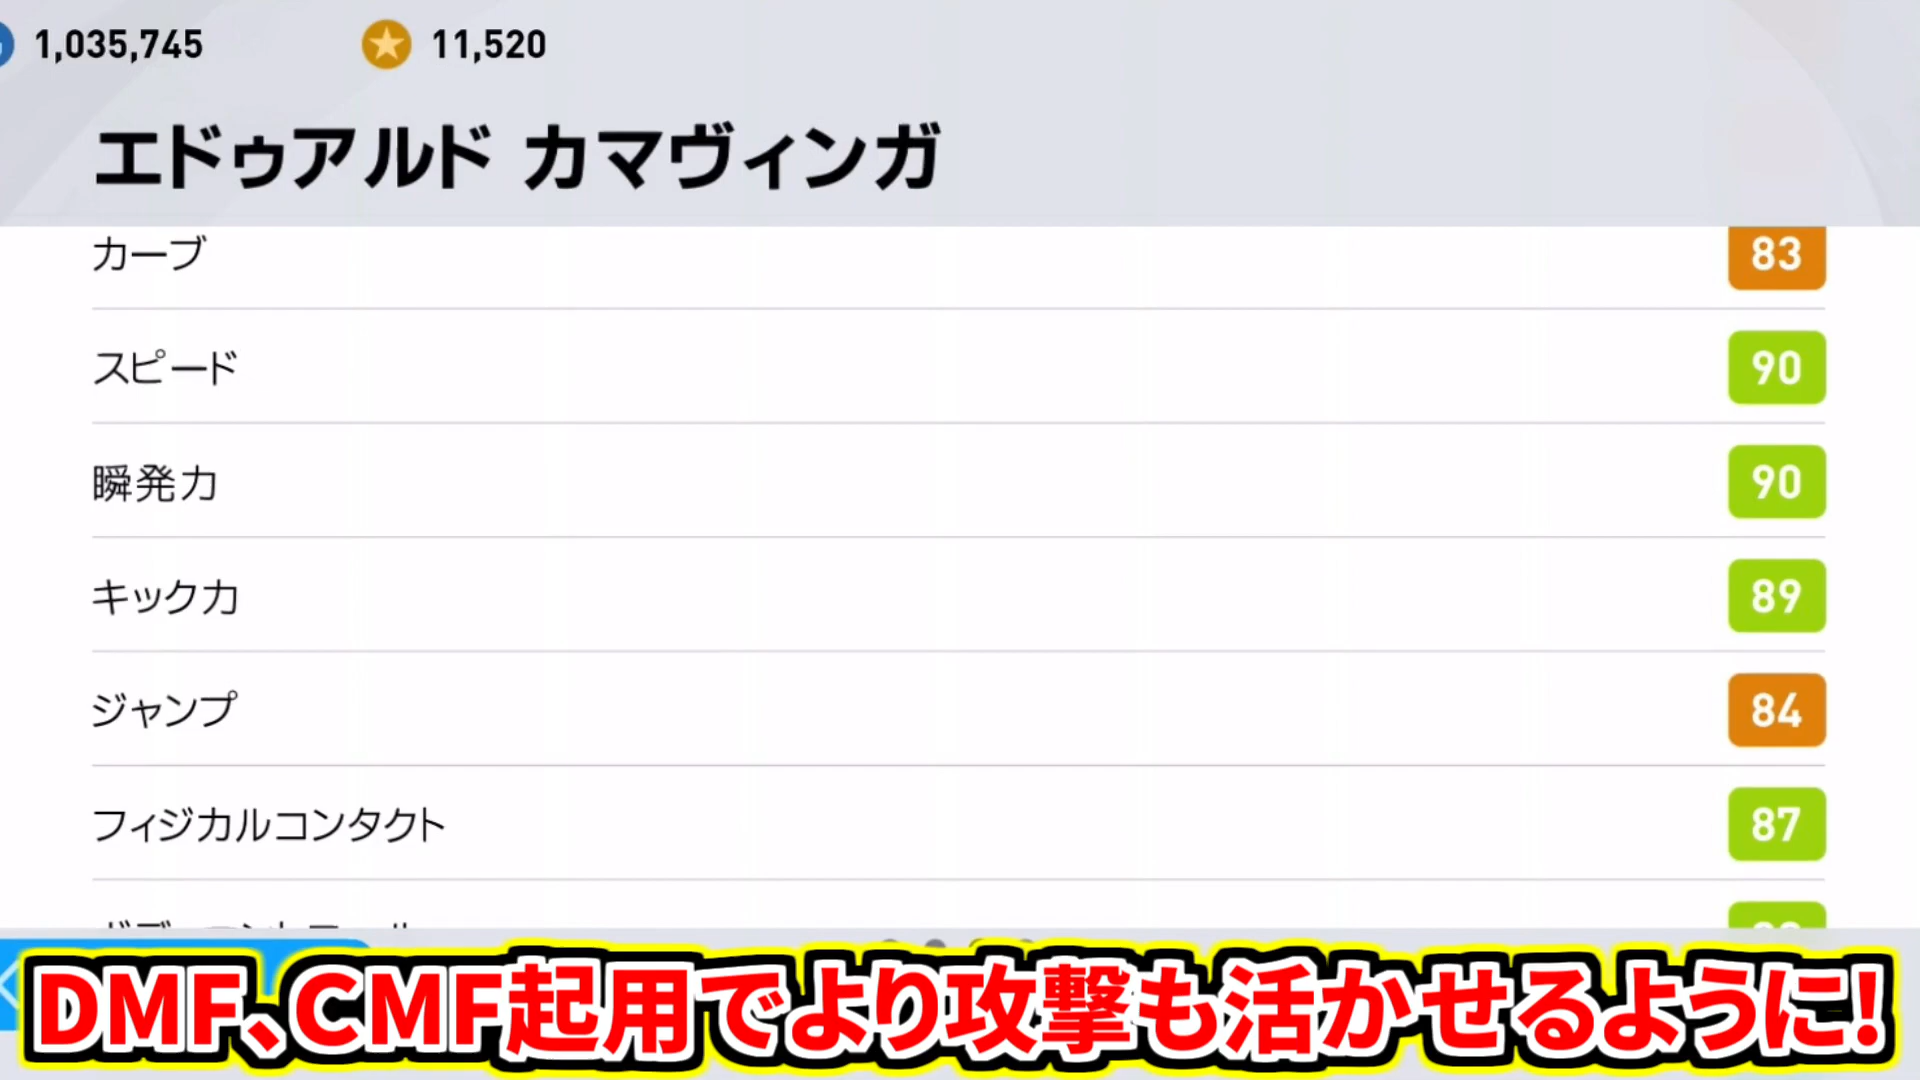 1,035,745 11,520
エドゥアルド カマヴィンガ
カーブ 83
スピード 90
瞬発力 90
キック力 89
ジャンプ 84
フィジカルコンタクト 87
DMF、CMF起用でより攻撃も活かせるように!